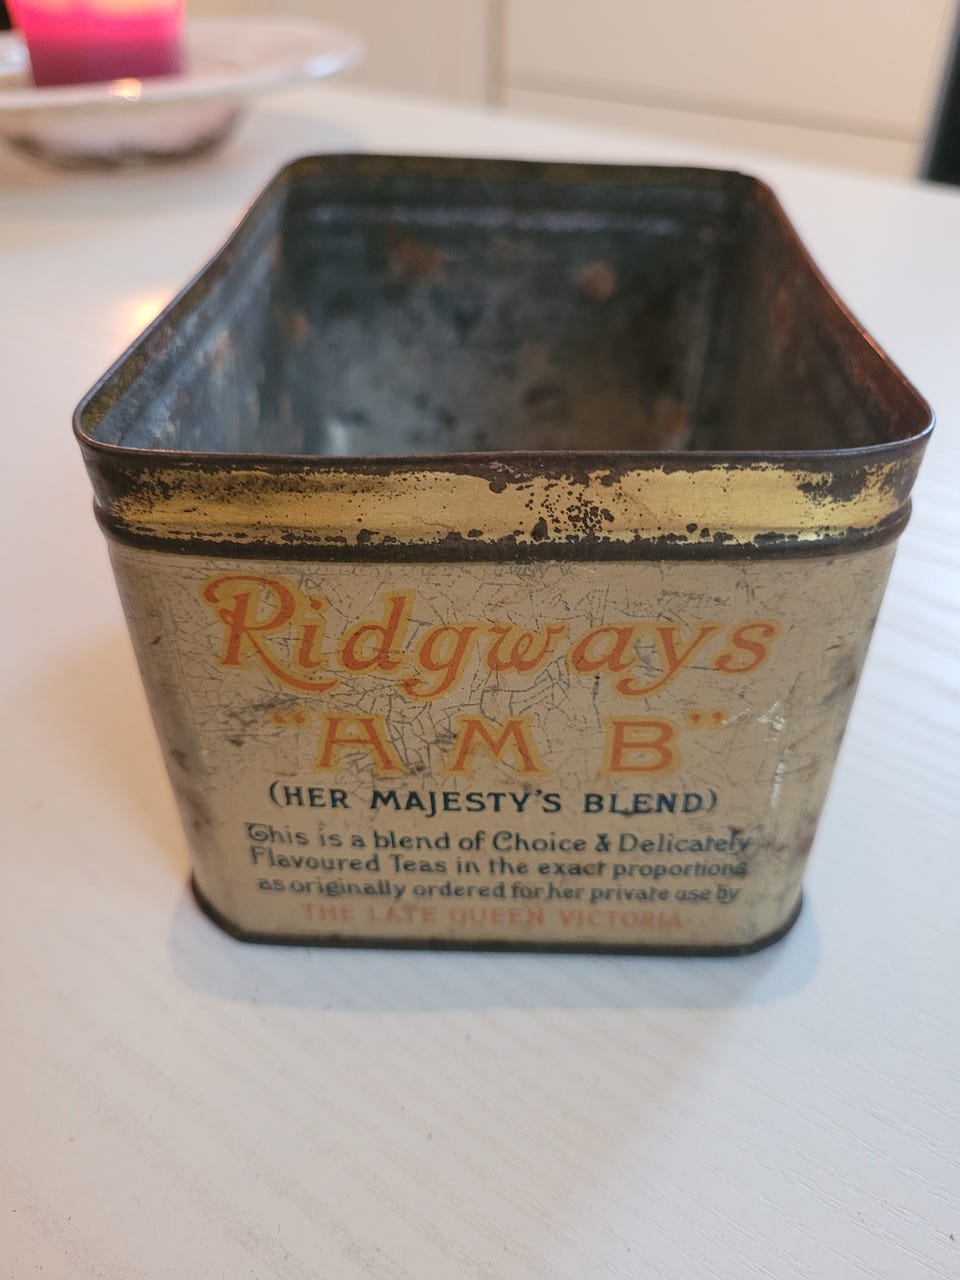 Ridgways
"H M B"
(HER MAJESTY'S BLEND)
This is a blend of Choice & Delicately
Flavoured Teas in the exact proportions
as originally ordered for her private use by
THE LATE QUEEN VICTORIA